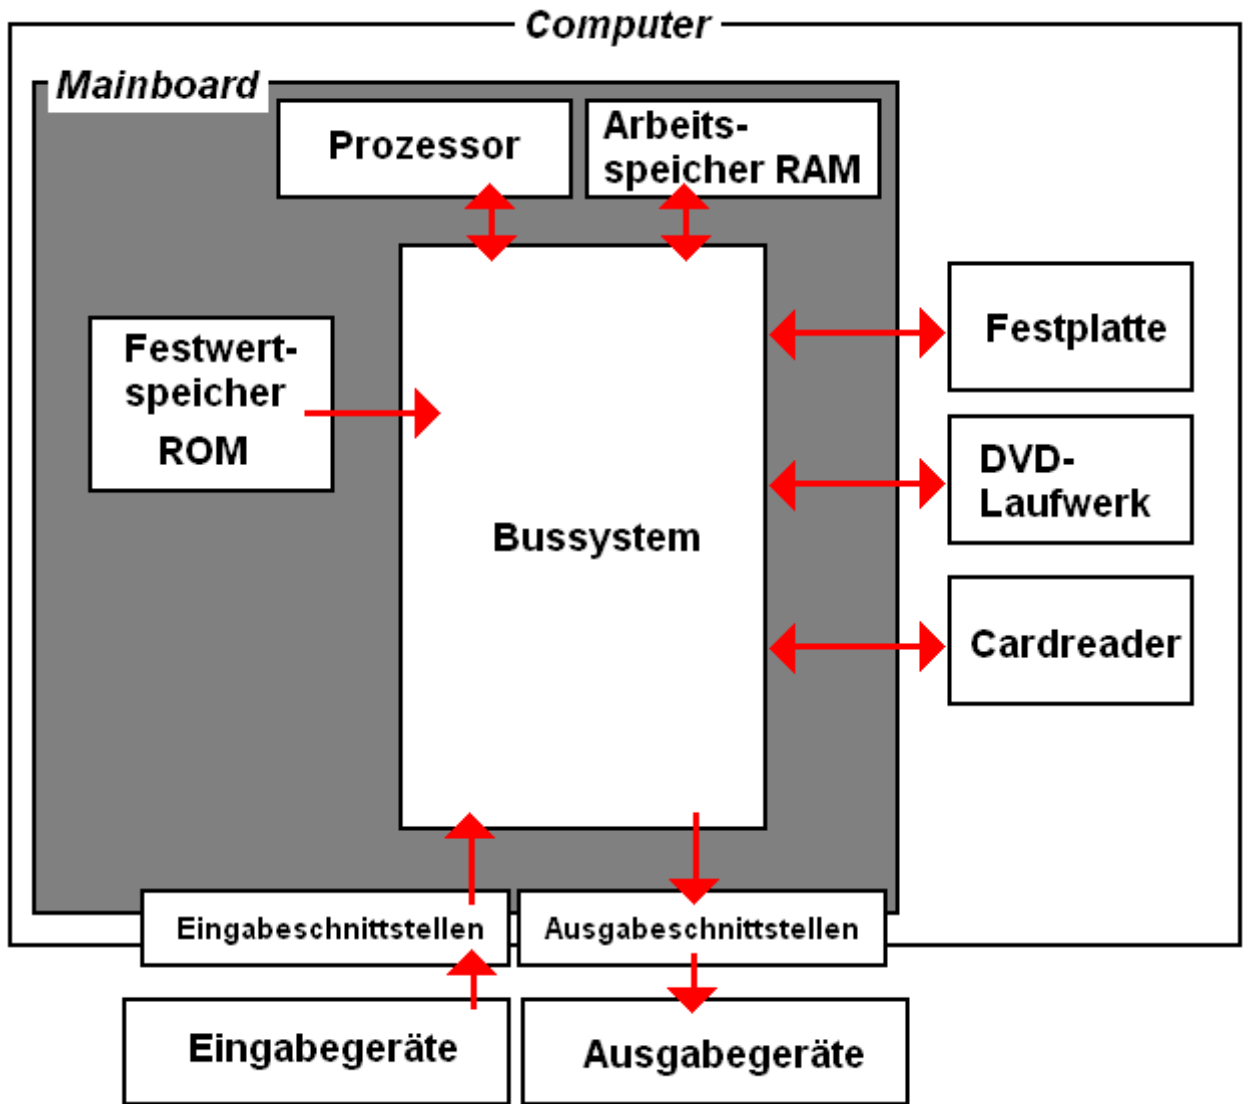 Computer
Mainboard
Prozessor
Arbeits-
speicher RAM
Festwert-
speicher
ROM
Bussystem
Festplatte
DVD-
Laufwerk
Cardreader
Eingabeschnittstellen
Ausgabeschnittstellen
Eingabegeräte
Ausgabegeräte